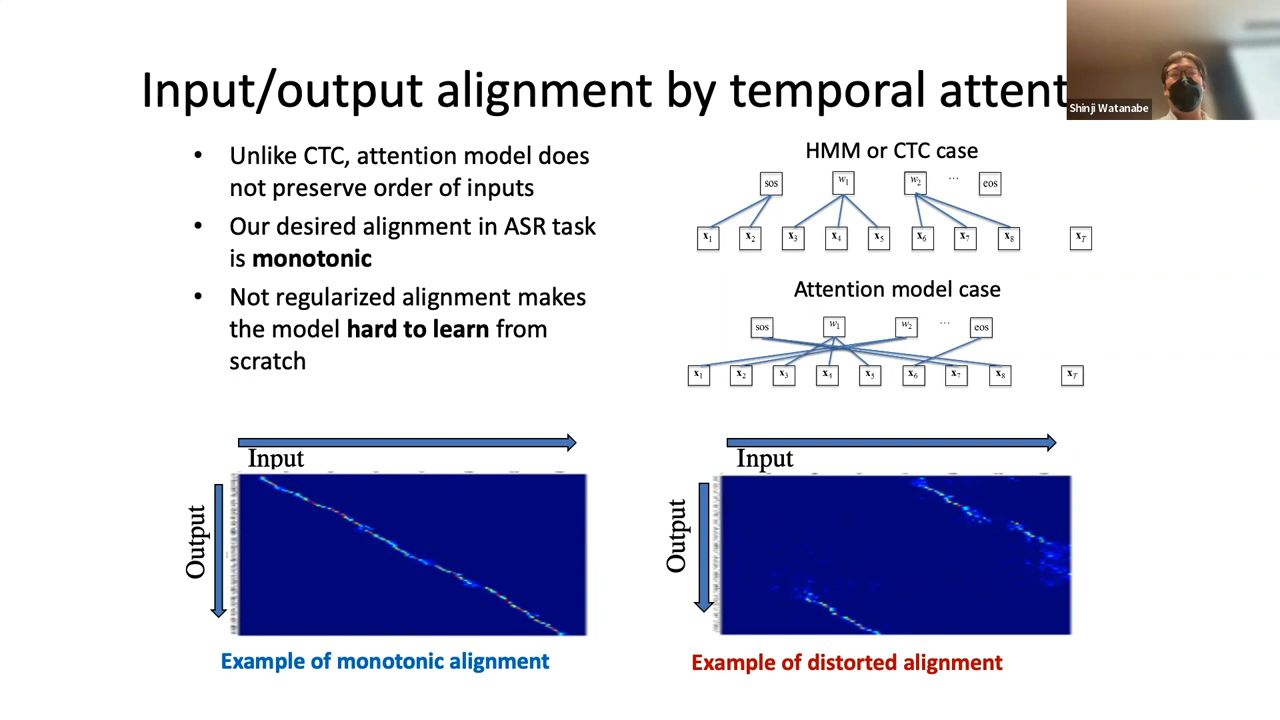 Input/output alignment by temporal attent
Shinji Watanabe
• Unlike CTC, attention model does
not preserve order of inputs
• Our desired alignment in ASR task
is monotonic
• Not regularized alignment makes
the model hard to learn from
scratch
HMM or CTC case
sos w1 w2 ... eos
x1 x2 x3 x4 x5 x6 x7 x8 xT
Attention model case
sos w1 w2 ... eos
x1 x2 x3 x4 x5 x6 x7 x8 xT
Input
Output
Example of monotonic alignment
Input
Output
Example of distorted alignment